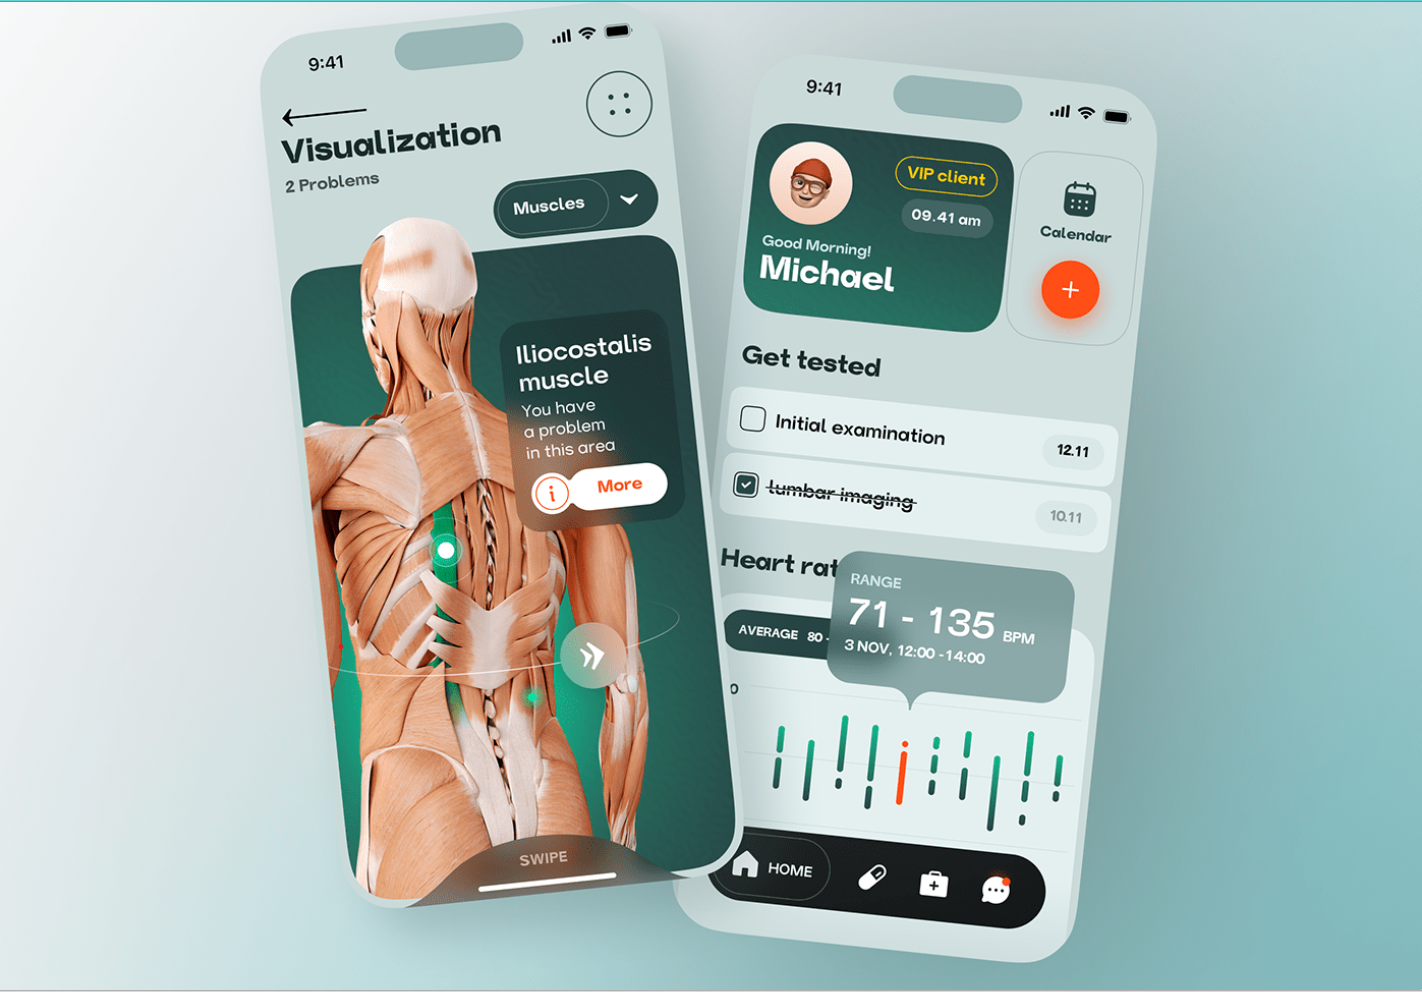 9:41
Visualization
2 Problems
Muscles
Iliocostalis
muscle
You have
a problem
in this area
i
More
SWIPE
9:41
VIP client
09.41 am
Good Morning!
Michael
Calendar
Get tested
Initial examination
12.11
lumbar imaging
10.11
Heart rat
RANGE
71 - 135 BPM
3 NOV, 12:00 -14:00
AVERAGE 80 -
0
HOME